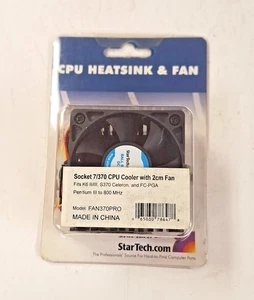 CPU HEATSINK & FAN
Socket 7/370 CPU Cooler with 2cm Fan
Fits K6 II/III, S370 Celeron, and FC-PGA
Pentium III to 800 MHz
Model: FAN370PRO
MADE IN CHINA
StarTech.com
The Professionals' Source For Hard-to-Find Computer Parts